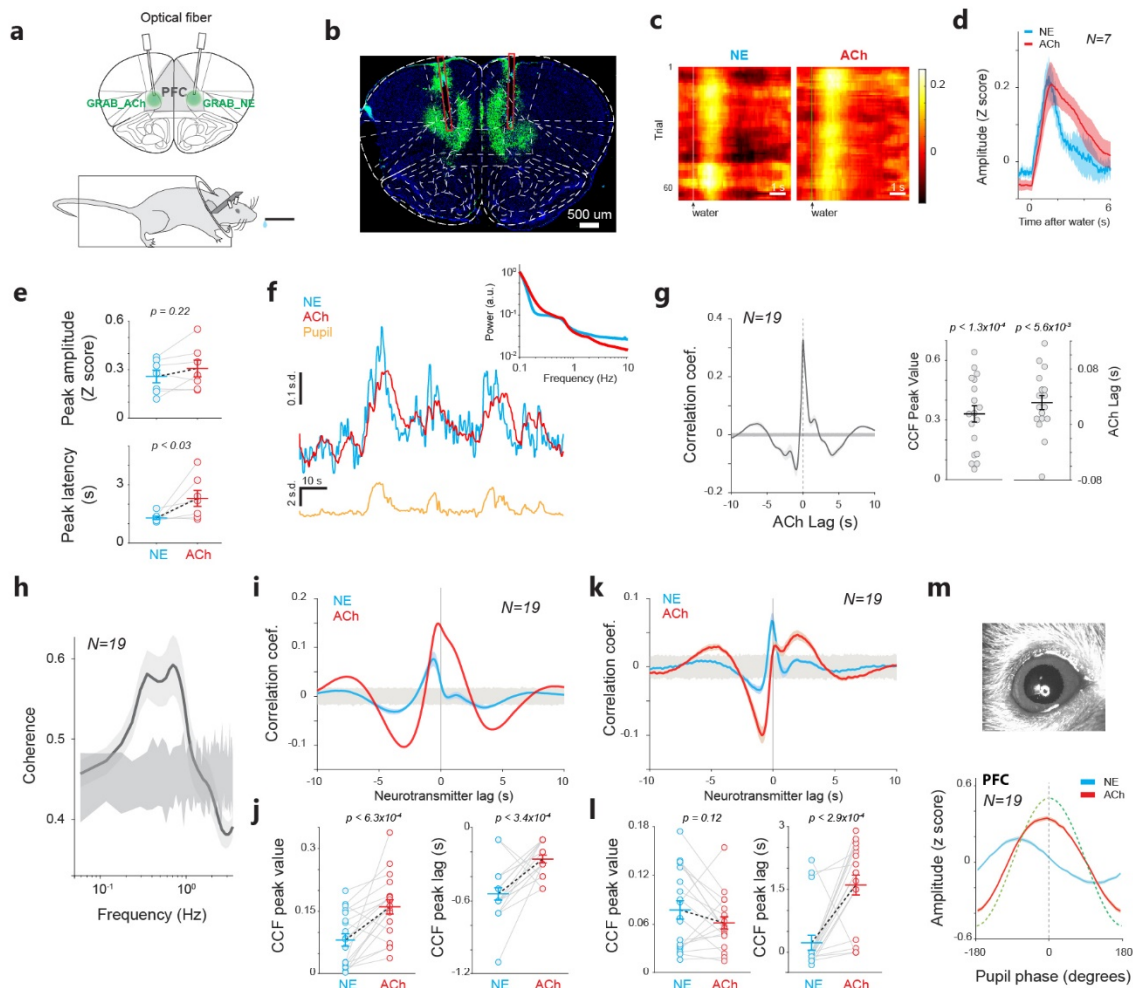 a
Optical fiber
PFC
GRAB_ACh
GRAB_NE
b
500 um
c
NE
ACh
1
Trial
60
1 s
1 s
water
water
0.2
0
d
NE
ACh
N=7
Amplitude (Z score)
0.2
0
0
6
Time after water (s)
e
p = 0.22
Peak amplitude
(Z score)
0.6
0.3
0
p < 0.03
Peak latency
(s)
3
0
NE
ACh
f
NE
ACh
Pupil
0.1 s.d.
10 s
2 s.d.
Power (a.u.)
10⁰
10⁻¹
10⁻²
0.1
1
10
Frequency (Hz)
g
N=19
Correlation coef.
0.4
0.2
0
-0.2
-10
-5
0
5
10
ACh Lag (s)
p < 1.3x10⁻⁴
p < 5.6x10⁻³
CCF Peak Value
0.6
0.3
0
0.08
0
-0.08
ACh Lag (s)
h
N=19
Coherence
0.6
0.5
0.4
10⁻¹
10⁰
Frequency (Hz)
i
NE
ACh
N=19
Correlation coef.
0.2
0.1
0
-0.1
-10
-5
0
5
10
Neurotransmitter lag (s)
j
p < 6.3x10⁻⁴
CCF peak value
0.3
0.15
0
NE
ACh
p < 3.4x10⁻⁴
CCF peak lag (s)
0
-0.6
-1.2
NE
ACh
k
NE
ACh
N=19
Correlation coef.
0.1
0
-0.1
-10
-5
0
5
10
Neurotransmitter lag (s)
l
p = 0.12
CCF peak value
0.18
0.12
0.06
0
NE
ACh
p < 2.9x10⁻⁴
CCF peak lag (s)
3
1.5
0
NE
ACh
m
PFC
N=19
NE
ACh
Amplitude (z score)
0.6
0
-0.6
-180
0
180
Pupil phase (degrees)